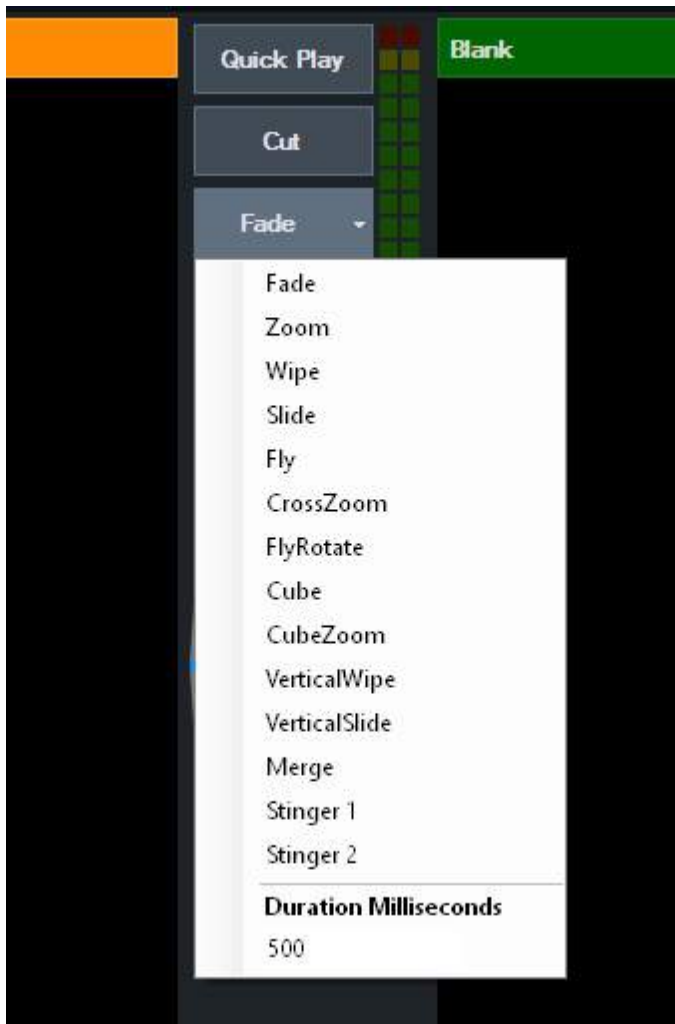 Quick Play
Blank
Cut
Fade
Fade
Zoom
Wipe
Slide
Fly
CrossZoom
FlyRotate
Cube
CubeZoom
VerticalWipe
VerticalSlide
Merge
Stinger 1
Stinger 2
Duration Milliseconds
500